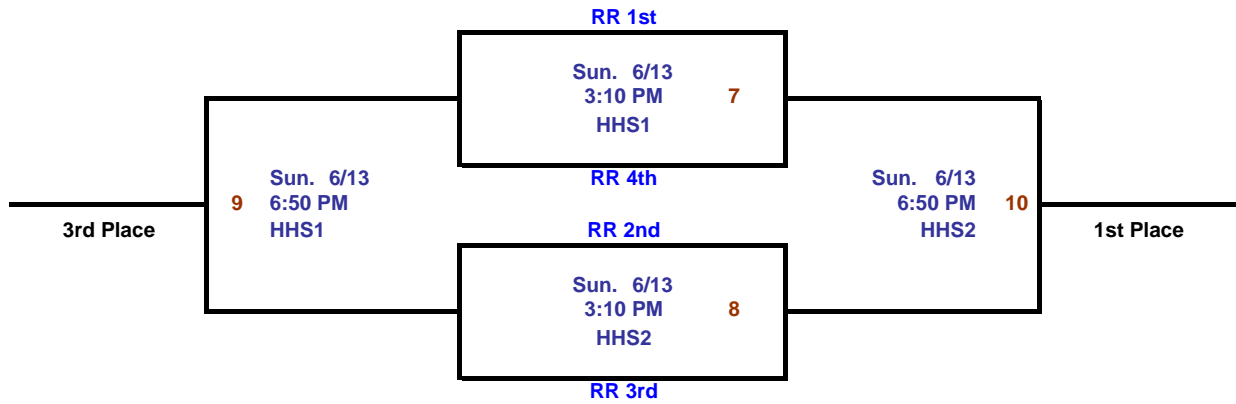 RR 1st
Sun. 6/13
3:10 PM 7
HHS1
RR 4th
Sun. 6/13
9 6:50 PM
HHS1
3rd Place
Sun. 6/13
6:50 PM 10
HHS2
1st Place
RR 2nd
Sun. 6/13
3:10 PM 8
HHS2
RR 3rd